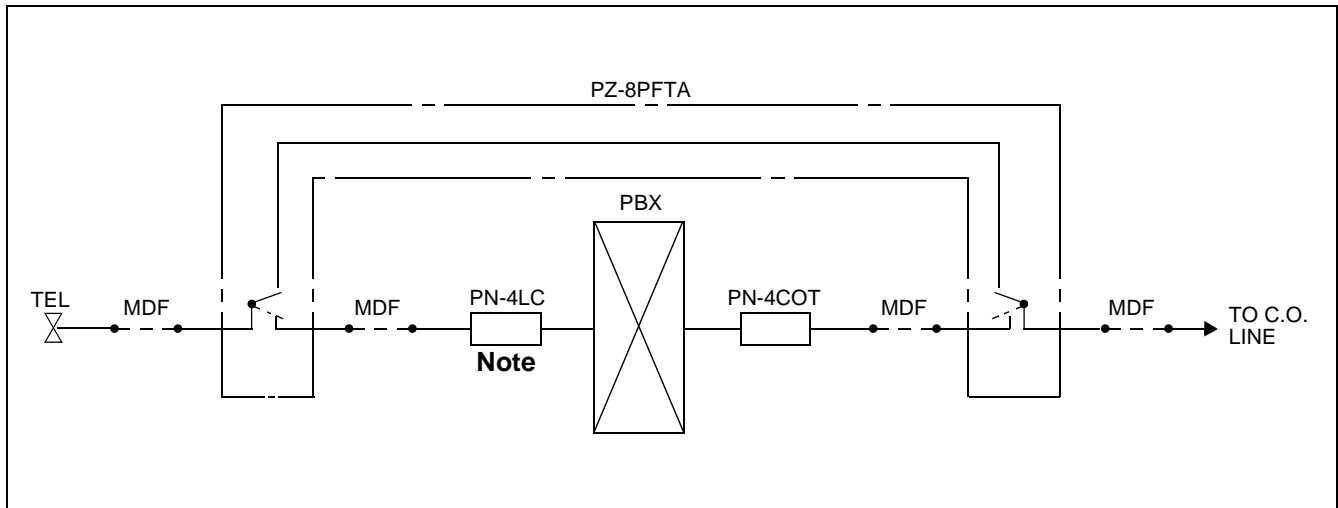 PZ-8PFTA
PBX
TEL
MDF
MDF
PN-4LC
Note
PN-4COT
MDF
MDF
TO C.O.
LINE